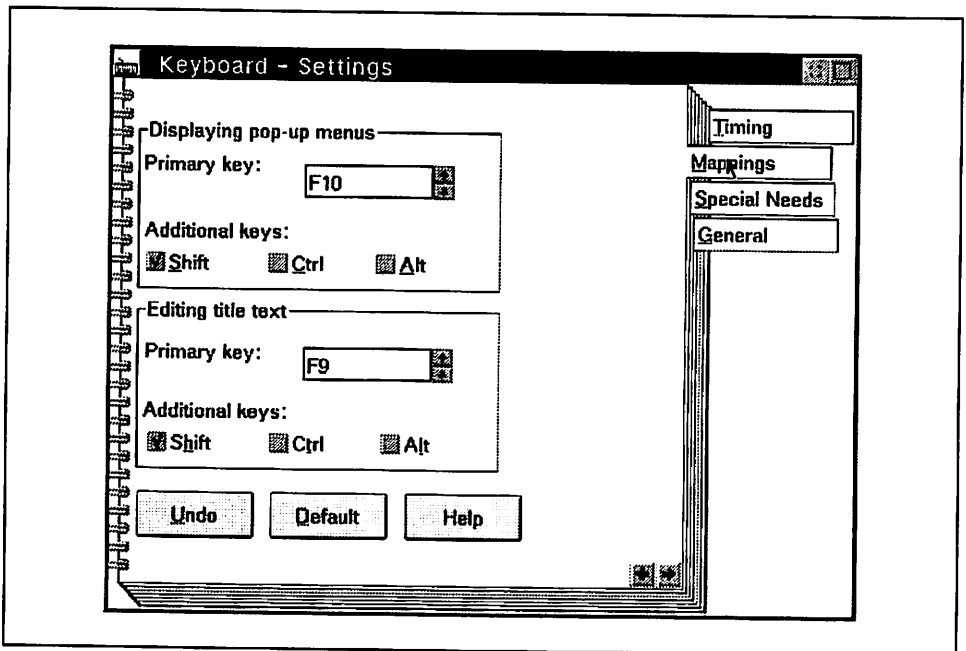 Keyboard - Settings
Displaying pop-up menus
Primary key:
F10
Additional keys:
Shift
Ctrl
Alt
Editing title text
Primary key:
F9
Additional keys:
Shift
Ctrl
Alt
Undo
Default
Help
Timing
Mappings
Special Needs
General